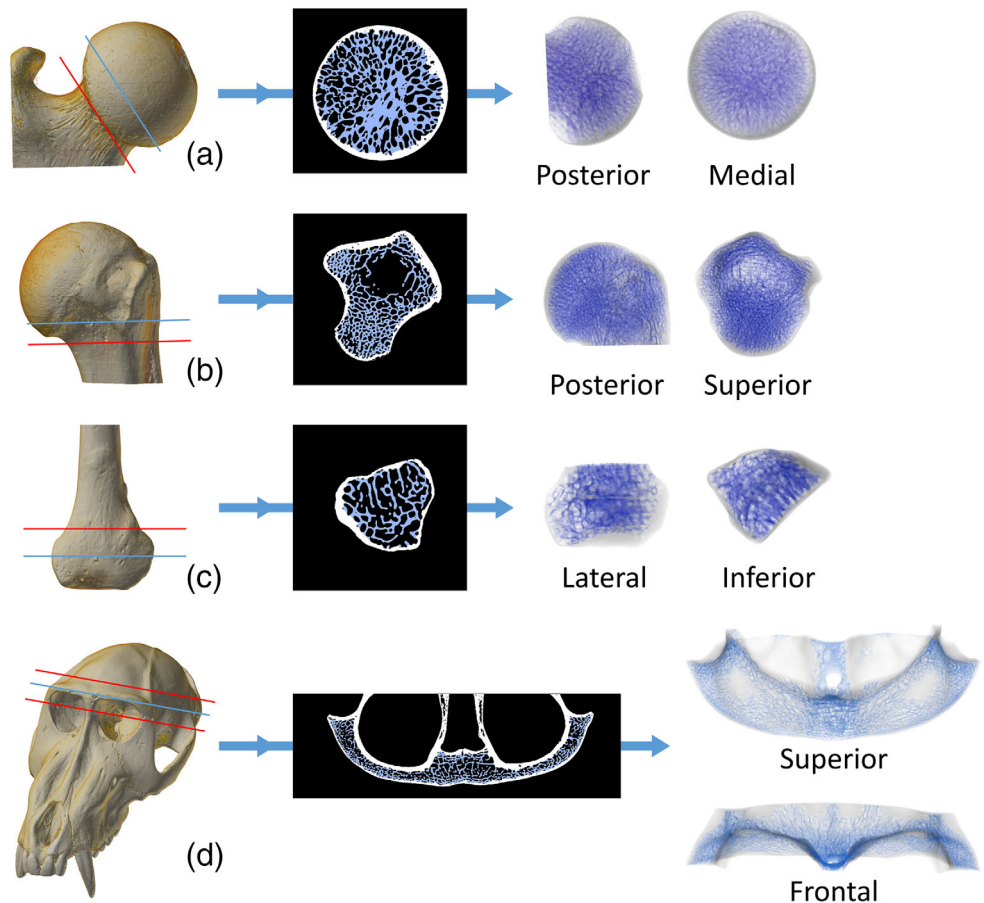 (a)
Posterior Medial
(b)
Posterior Superior
(c)
Lateral Inferior
Superior
(d)
Frontal